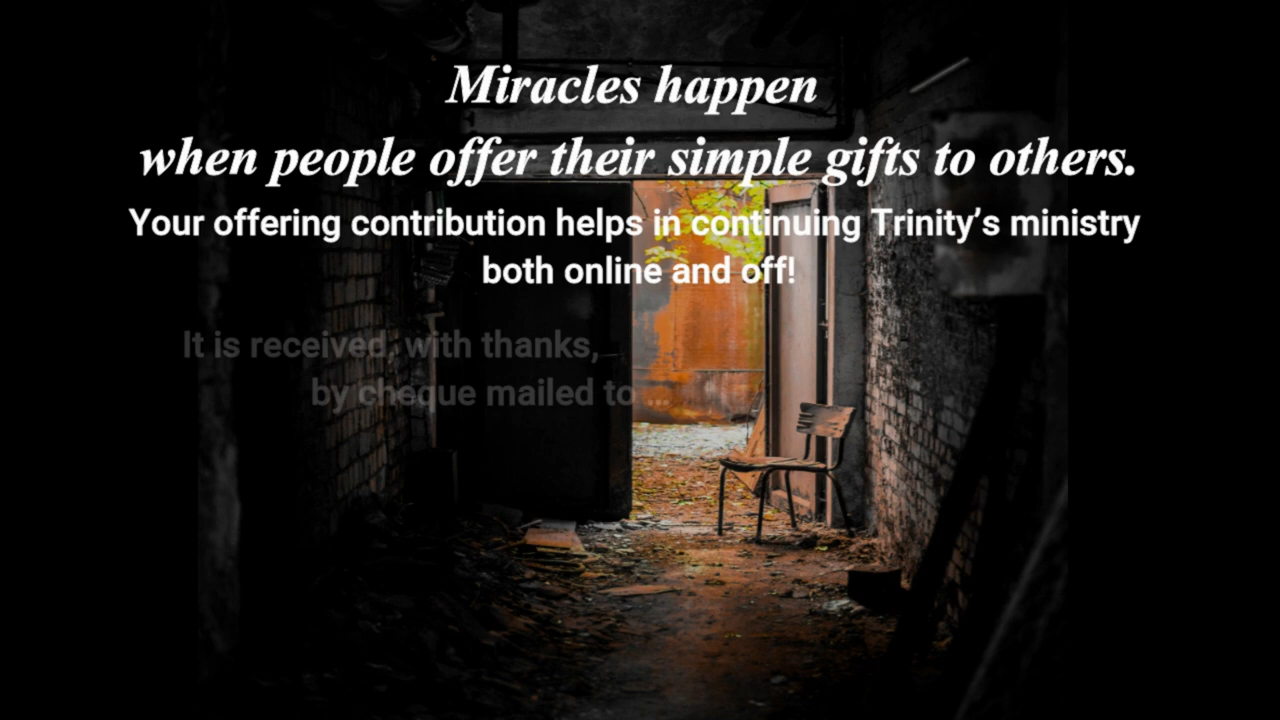 Miracles happen
when people offer their simple gifts to others.
Your offering contribution helps in continuing Trinity’s ministry
both online and off!
It is received, with thanks,
by cheque mailed to ...